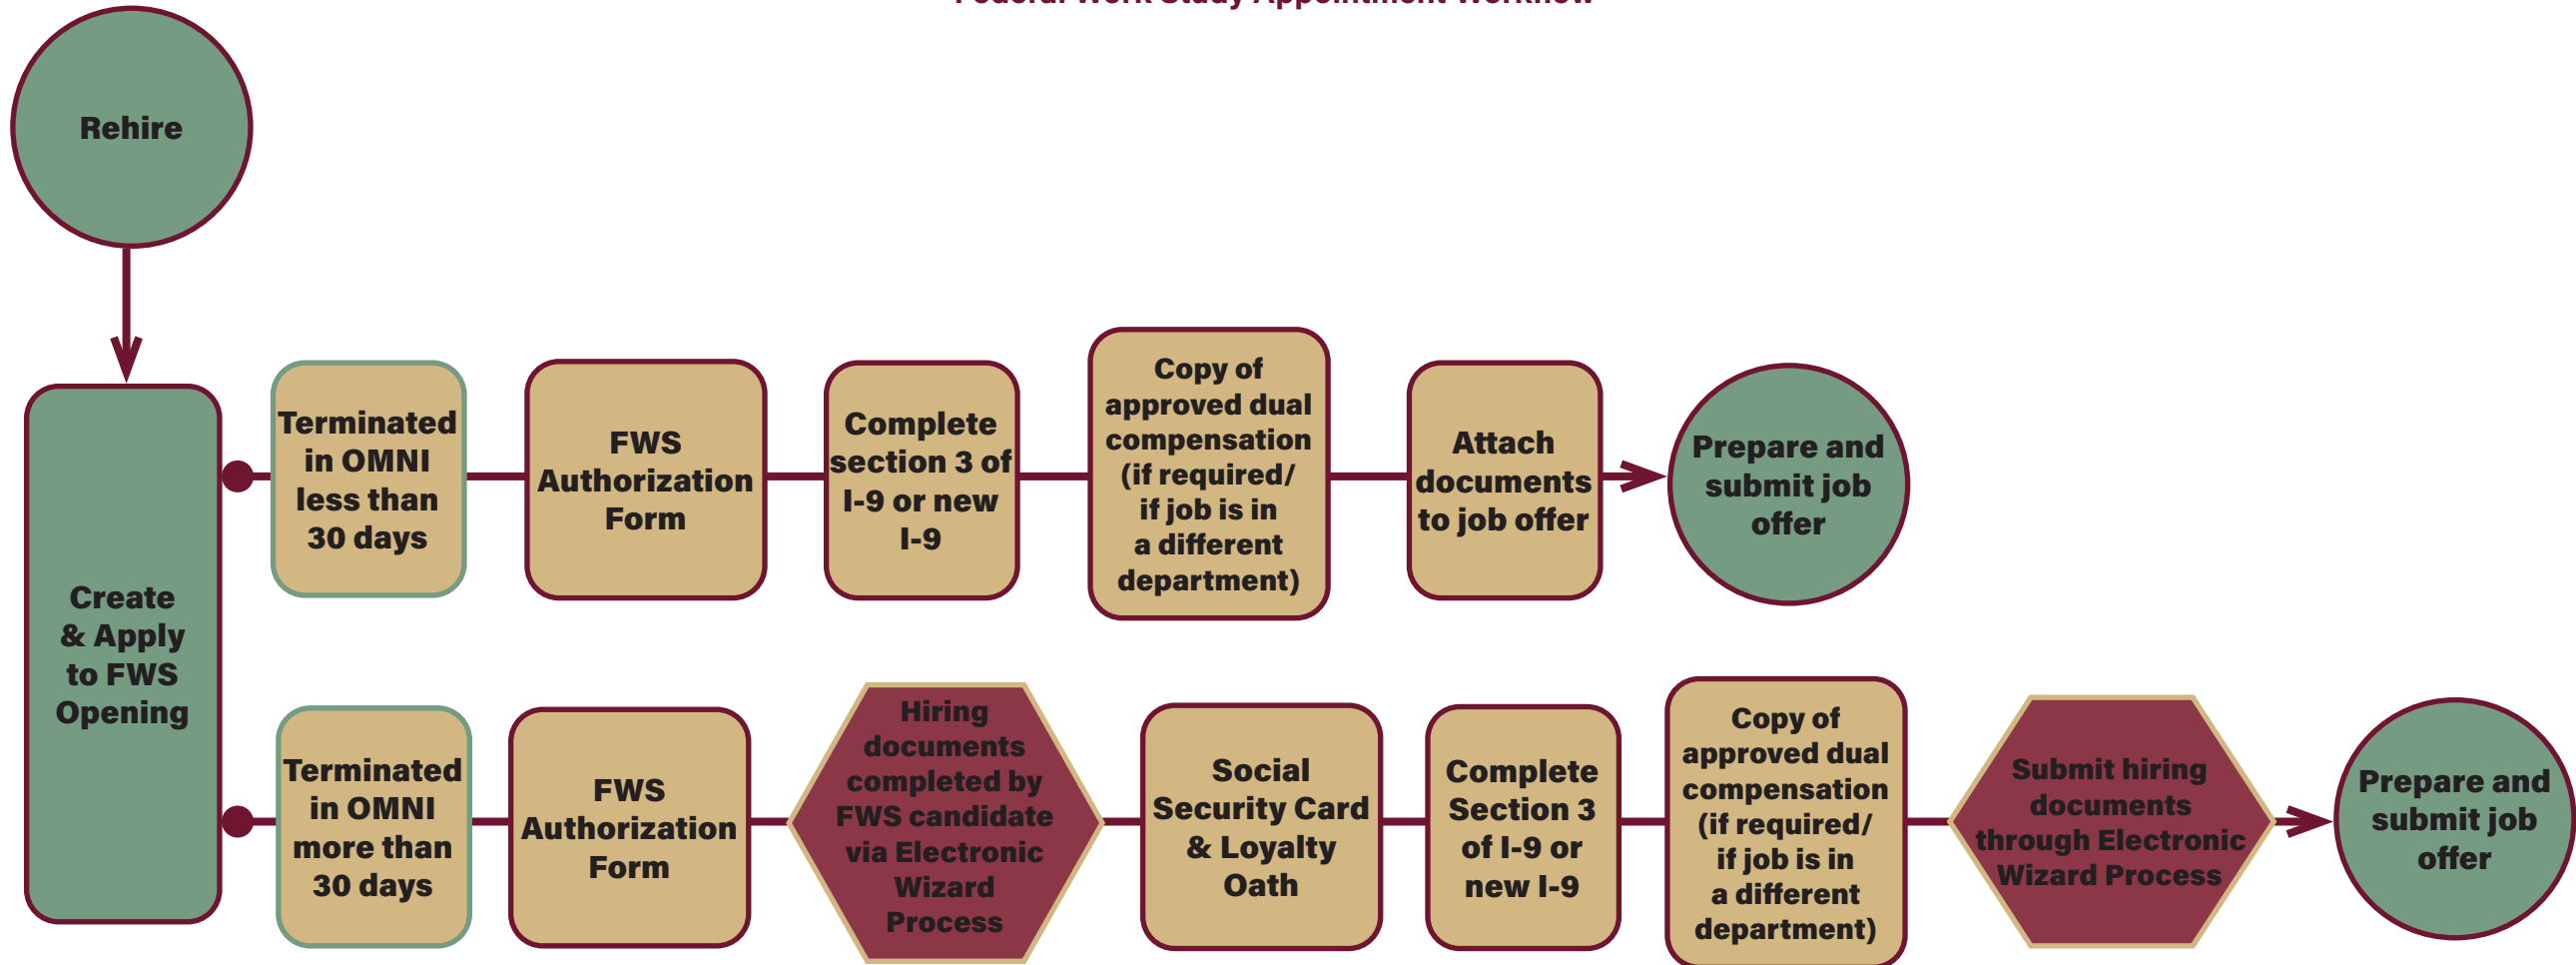 Federal Work Study Appointment Workflow
Rehire
Create
& Apply
to FWS
Opening
Terminated
in OMNI
less than
30 days
FWS
Authorization
Form
Complete
section 3 of
I-9 or new
I-9
Copy of
approved dual
compensation
(if required/
if job is in
a different
department)
Attach
documents
to job offer
Prepare and
submit job
offer
Terminated
in OMNI
more than
30 days
FWS
Authorization
Form
Hiring
documents
completed by
FWS candidate
via Electronic
Wizard
Process
Social
Security Card
& Loyalty
Oath
Complete
Section 3
of I-9 or
new I-9
Copy of
approved dual
compensation
(if required/
if job is in
a different
department)
Submit hiring
documents
through Electronic
Wizard Process
Prepare and
submit job
offer